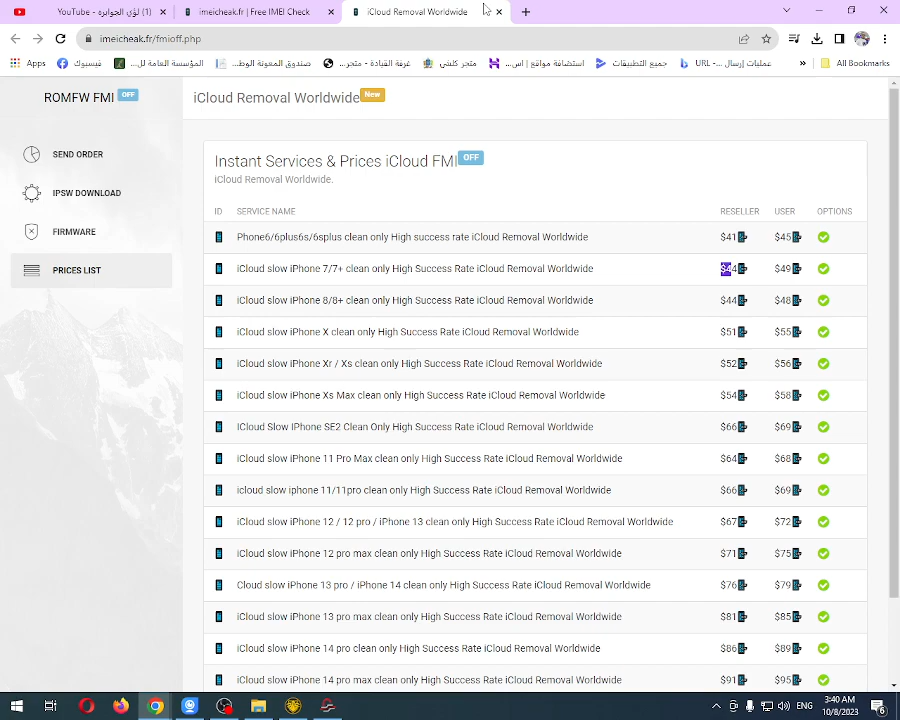 YouTube - (1) لؤي الجوابره
imeicheak.fr | Free IMEI Check
iCloud Removal Worldwide
imeicheak.fr/fmioff.php
Apps
فيسبوك
المؤسسة العامة لل...
صندوق المعونة الوط...
غرفة القيادة - متجر...
متجر كلشي
استضافة مواقع | اس...
جميع التطبيقات
URL - عمليات إرسال...
»
All Bookmarks
ROMFW FMI OFF
iCloud Removal Worldwide New
SEND ORDER
IPSW DOWNLOAD
FIRMWARE
PRICES LIST
Instant Services & Prices iCloud FMI OFF
iCloud Removal Worldwide.
ID SERVICE NAME RESELLER USER OPTIONS
Phone6/6plus6s/6splus clean only High success rate iCloud Removal Worldwide $41 $45
iCloud slow iPhone 7/7+ clean only High Success Rate iCloud Removal Worldwide $44 $49
iCloud slow iPhone 8/8+ clean only High Success Rate iCloud Removal Worldwide $44 $48
iCloud slow iPhone X clean only High Success Rate iCloud Removal Worldwide $51 $55
iCloud slow iPhone Xr / Xs clean only High Success Rate iCloud Removal Worldwide $52 $56
iCloud slow iPhone Xs Max clean only High Success Rate iCloud Removal Worldwide $54 $58
ICloud Slow IPhone SE2 Clean Only High Success Rate iCloud Removal Worldwide $66 $69
iCloud slow iPhone 11 Pro Max clean only High Success Rate iCloud Removal Worldwide $64 $68
icloud slow iphone 11/11pro clean only High Success Rate iCloud Removal Worldwide $66 $69
iCloud slow iPhone 12 / 12 pro / iPhone 13 clean only High Success Rate iCloud Removal Worldwide $67 $72
iCloud slow iPhone 12 pro max clean only High Success Rate iCloud Removal Worldwide $71 $75
Cloud slow iPhone 13 pro / iPhone 14 clean only High Success Rate iCloud Removal Worldwide $76 $79
iCloud slow iPhone 13 pro max clean only High Success Rate iCloud Removal Worldwide $81 $85
iCloud slow iPhone 14 pro clean only High Success Rate iCloud Removal Worldwide $86 $89
iCloud slow iPhone 14 pro max clean only High Success Rate iCloud Removal Worldwide $91 $95
ENG
3:40 AM
10/8/2023
6